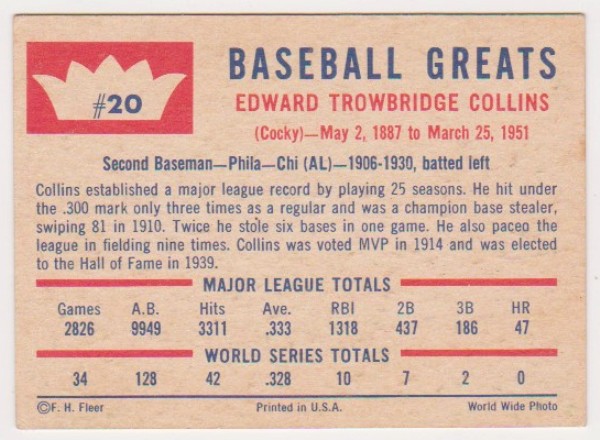 #20
BASEBALL GREATS
EDWARD TROWBRIDGE COLLINS
(Cocky)—May 2, 1887 to March 25, 1951
Second Baseman—Phila—Chi (AL)—1906-1930, batted left
Collins established a major league record by playing 25 seasons. He hit under
the .300 mark only three times as a regular and was a champion base stealer,
swiping 81 in 1910. Twice he stole six bases in one game. He also paced the
league in fielding nine times. Collins was voted MVP in 1914 and was elected
to the Hall of Fame in 1939.
MAJOR LEAGUE TOTALS
Games A.B. Hits Ave. RBI 2B 3B HR
2826 9949 3311 .333 1318 437 186 47
WORLD SERIES TOTALS
34 128 42 .328 10 7 2 0
©F. H. Fleer Printed in U.S.A. World Wide Photo